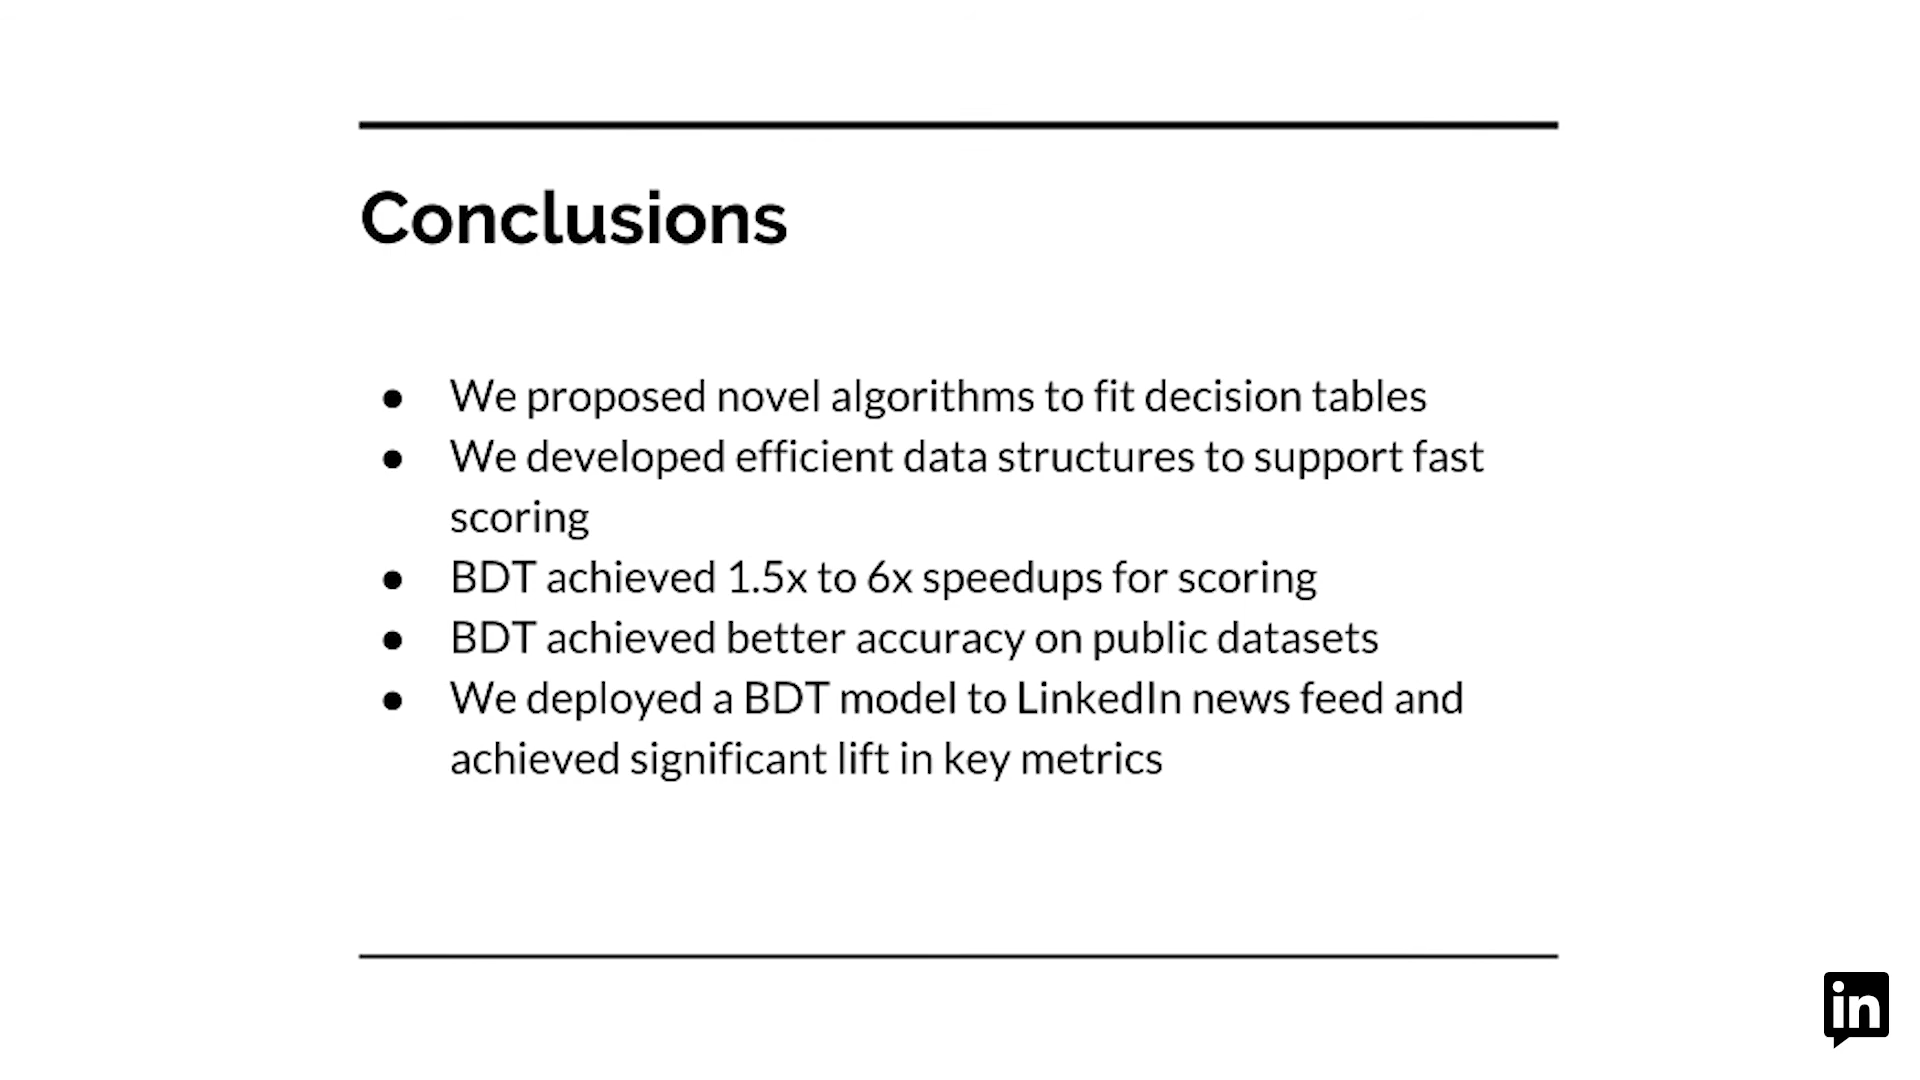 Conclusions
● We proposed novel algorithms to fit decision tables
● We developed efficient data structures to support fast
scoring
● BDT achieved 1.5x to 6x speedups for scoring
● BDT achieved better accuracy on public datasets
● We deployed a BDT model to LinkedIn news feed and
achieved significant lift in key metrics
in